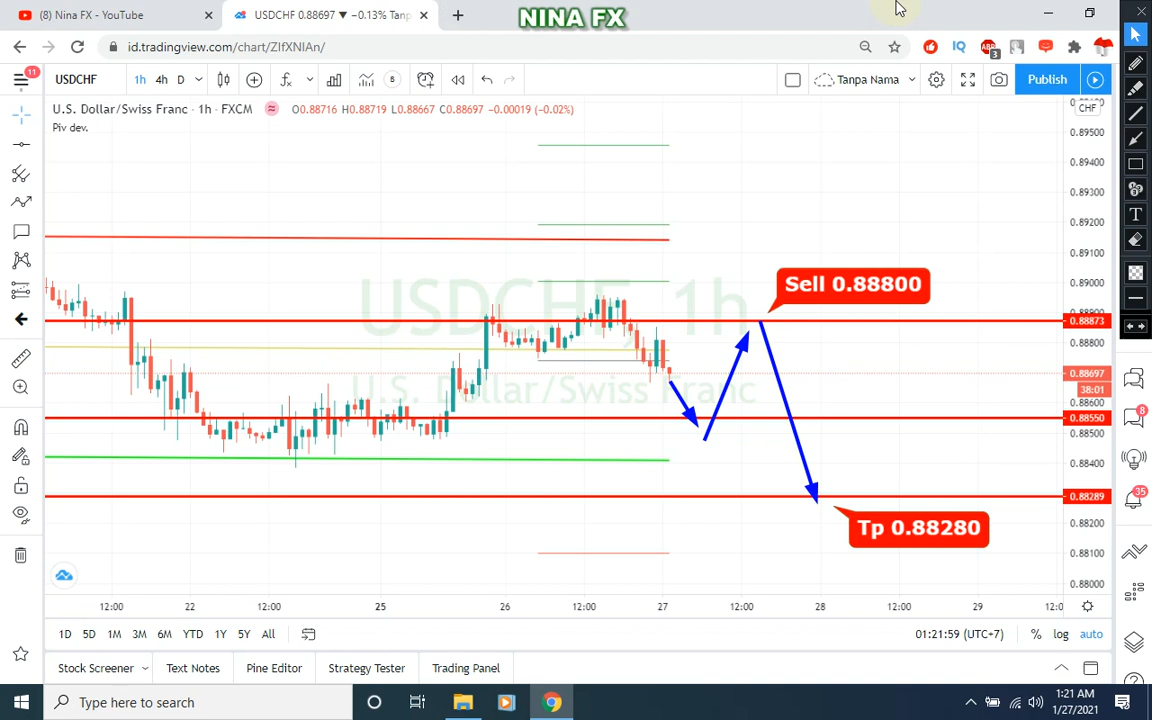 (8) Nina FX - YouTube
USDCHF 0.88697 ▼ −0.13% Tanp
NINA FX
id.tradingview.com/chart/ZIfXNIAn/
IQ
ABP
3
11
USDCHF
1h
4h
D
8
Tanpa Nama
Publish
U.S. Dollar/Swiss Franc · 1h · FXCM
O0.88716 H0.88719 L0.88667 C0.88697 −0.00019 (−0.02%)
CHF
Piv dev.
USDCHF, 1h
U.S. Dollar/Swiss Franc
Sell 0.88800
Tp 0.88280
0.89500
0.89400
0.89300
0.89200
0.89100
0.89000
0.88873
0.88800
0.88697
38:01
0.88600
0.88550
0.88500
0.88400
0.88289
0.88200
0.88100
0.88000
T
8
35
12:00
22
12:00
25
26
12:00
27
12:00
28
12:00
29
12:0
1D
5D
1M
3M
6M
YTD
1Y
5Y
All
01:21:59 (UTC+7)
%
log
auto
Stock Screener
Text Notes
Pine Editor
Strategy Tester
Trading Panel
Type here to search
1:21 AM
1/27/2021